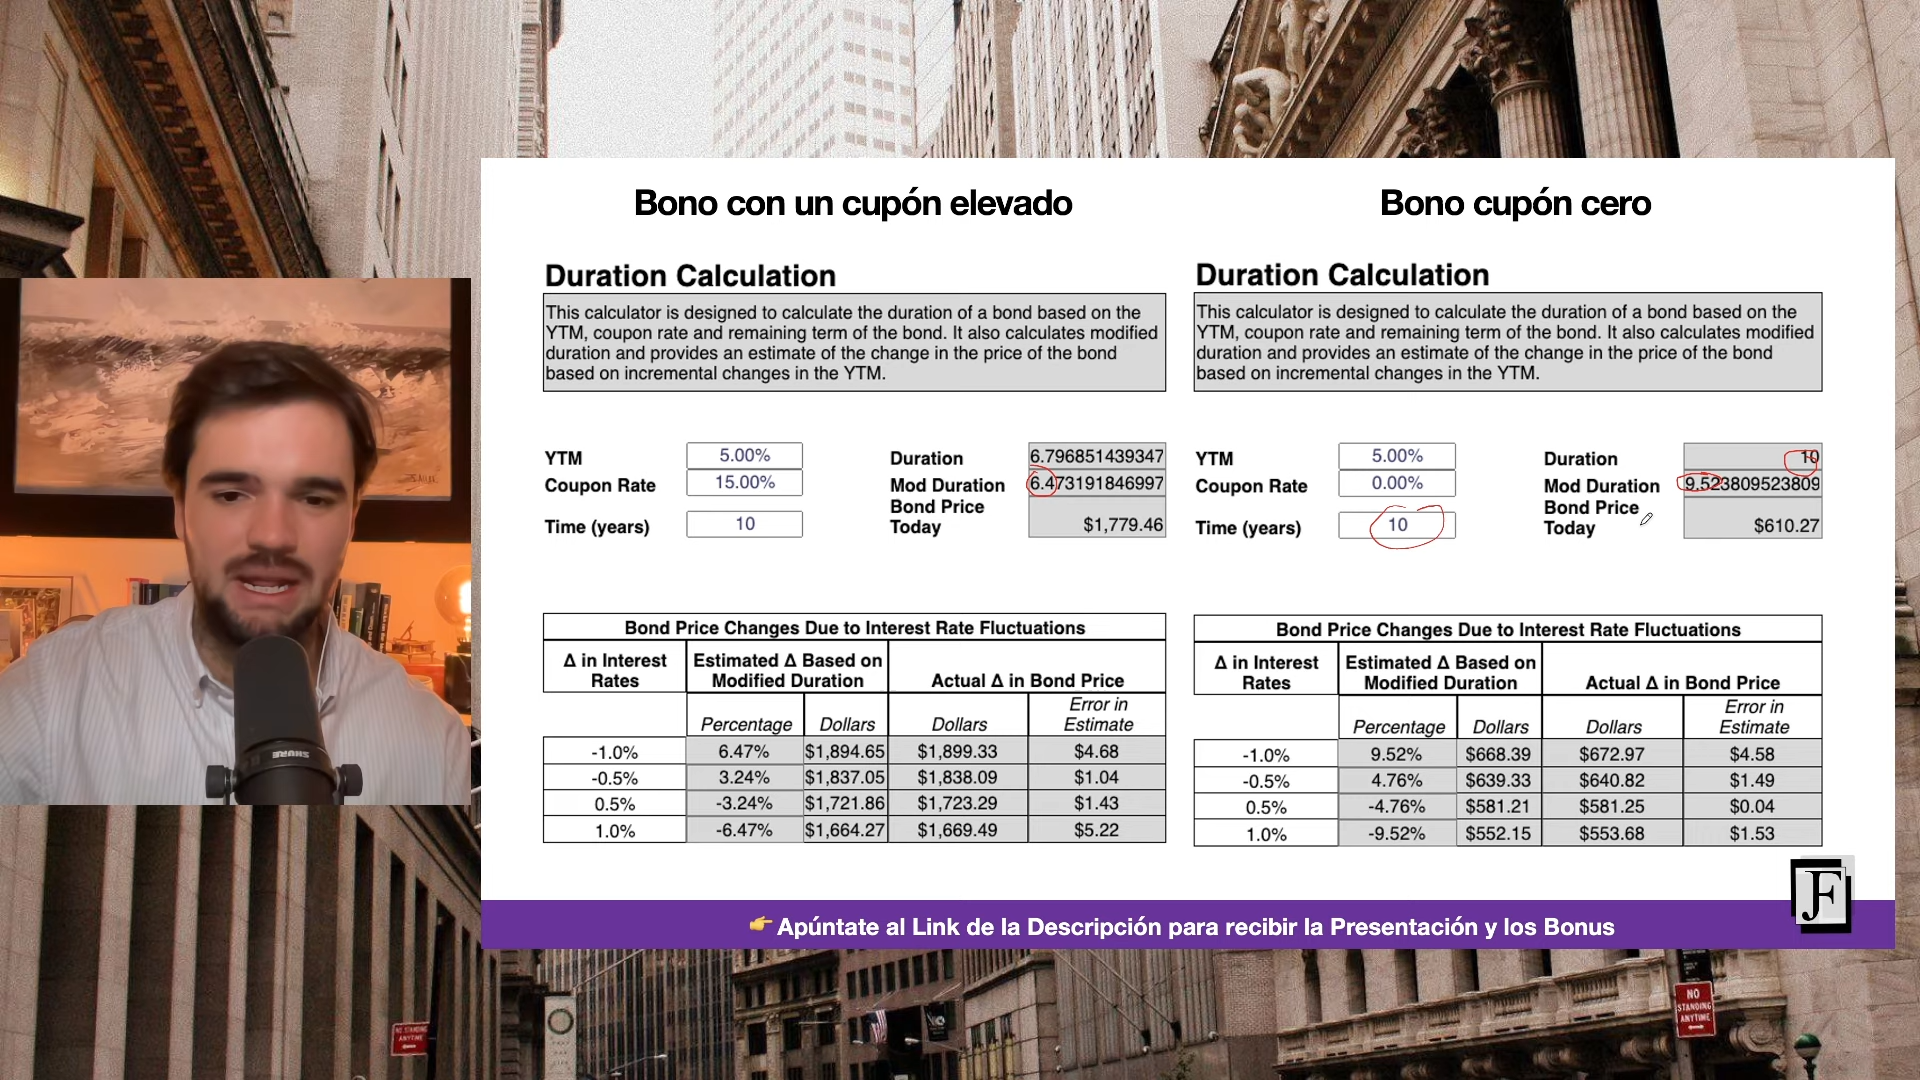 Bono con un cupón elevado
Duration Calculation
This calculator is designed to calculate the duration of a bond based on the
YTM, coupon rate and remaining term of the bond. It also calculates modified
duration and provides an estimate of the change in the price of the bond
based on incremental changes in the YTM.
YTM 5.00% Duration 6.796851439347
Coupon Rate 15.00% Mod Duration 6.473191846997
Time (years) 10 Bond Price
Today $1,779.46
Bond Price Changes Due to Interest Rate Fluctuations
Δ in Interest Estimated Δ Based on
Rates Modified Duration Actual Δ in Bond Price
Percentage Dollars Dollars Error in
Estimate
-1.0% 6.47% $1,894.65 $1,899.33 $4.68
-0.5% 3.24% $1,837.05 $1,838.09 $1.04
0.5% -3.24% $1,721.86 $1,723.29 $1.43
1.0% -6.47% $1,664.27 $1,669.49 $5.22
Bono cupón cero
Duration Calculation
This calculator is designed to calculate the duration of a bond based on the
YTM, coupon rate and remaining term of the bond. It also calculates modified
duration and provides an estimate of the change in the price of the bond
based on incremental changes in the YTM.
YTM 5.00% Duration 10
Coupon Rate 0.00% Mod Duration 9.523809523809
Time (years) 10 Bond Price
Today $610.27
Bond Price Changes Due to Interest Rate Fluctuations
Δ in Interest Estimated Δ Based on
Rates Modified Duration Actual Δ in Bond Price
Percentage Dollars Dollars Error in
Estimate
-1.0% 9.52% $668.39 $672.97 $4.58
-0.5% 4.76% $639.33 $640.82 $1.49
0.5% -4.76% $581.21 $581.25 $0.04
1.0% -9.52% $552.15 $553.68 $1.53
JF
👉 Apúntate al Link de la Descripción para recibir la Presentación y los Bonus
SHURE
NO STANDING
ANYTIME
NO
STANDING
ANYTIME